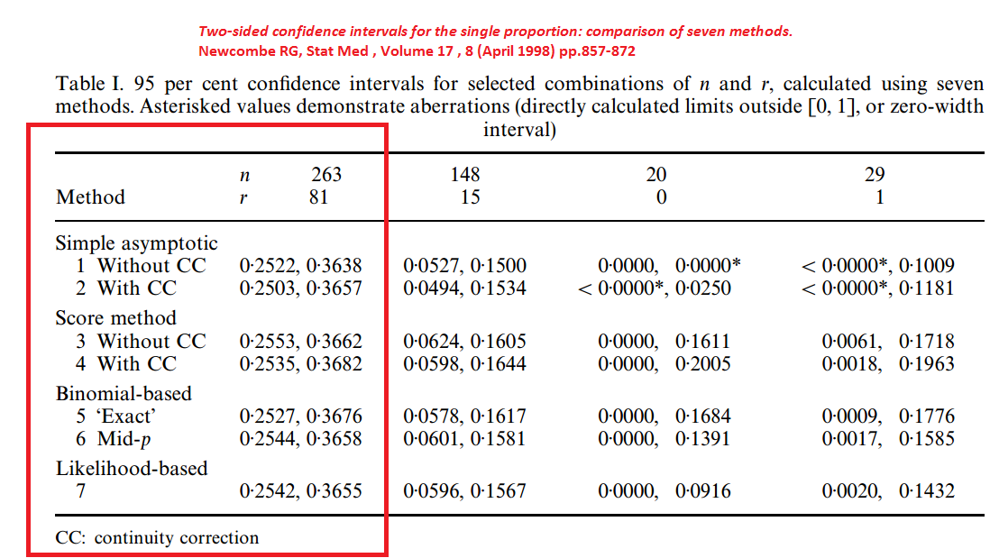 Two-sided confidence intervals for the single proportion: comparison of seven methods.
Newcombe RG, Stat Med , Volume 17 , 8 (April 1998) pp.857-872
Table I. 95 per cent confidence intervals for selected combinations of n and r, calculated using seven
methods. Asterisked values demonstrate aberrations (directly calculated limits outside [0, 1], or zero-width
interval)
n 263 148 20 29
Method r 81 15 0 1
Simple asymptotic
1 Without CC 0·2522, 0·3638 0·0527, 0·1500 0·0000, 0·0000* < 0·0000*, 0·1009
2 With CC 0·2503, 0·3657 0·0494, 0·1534 < 0·0000*, 0·0250 < 0·0000*, 0·1181
Score method
3 Without CC 0·2553, 0·3662 0·0624, 0·1605 0·0000, 0·1611 0·0061, 0·1718
4 With CC 0·2535, 0·3682 0·0598, 0·1644 0·0000, 0·2005 0·0018, 0·1963
Binomial-based
5 ‘Exact’ 0·2527, 0·3676 0·0578, 0·1617 0·0000, 0·1684 0·0009, 0·1776
6 Mid-p 0·2544, 0·3658 0·0601, 0·1581 0·0000, 0·1391 0·0017, 0·1585
Likelihood-based
7 0·2542, 0·3655 0·0596, 0·1567 0·0000, 0·0916 0·0020, 0·1432
CC: continuity correction